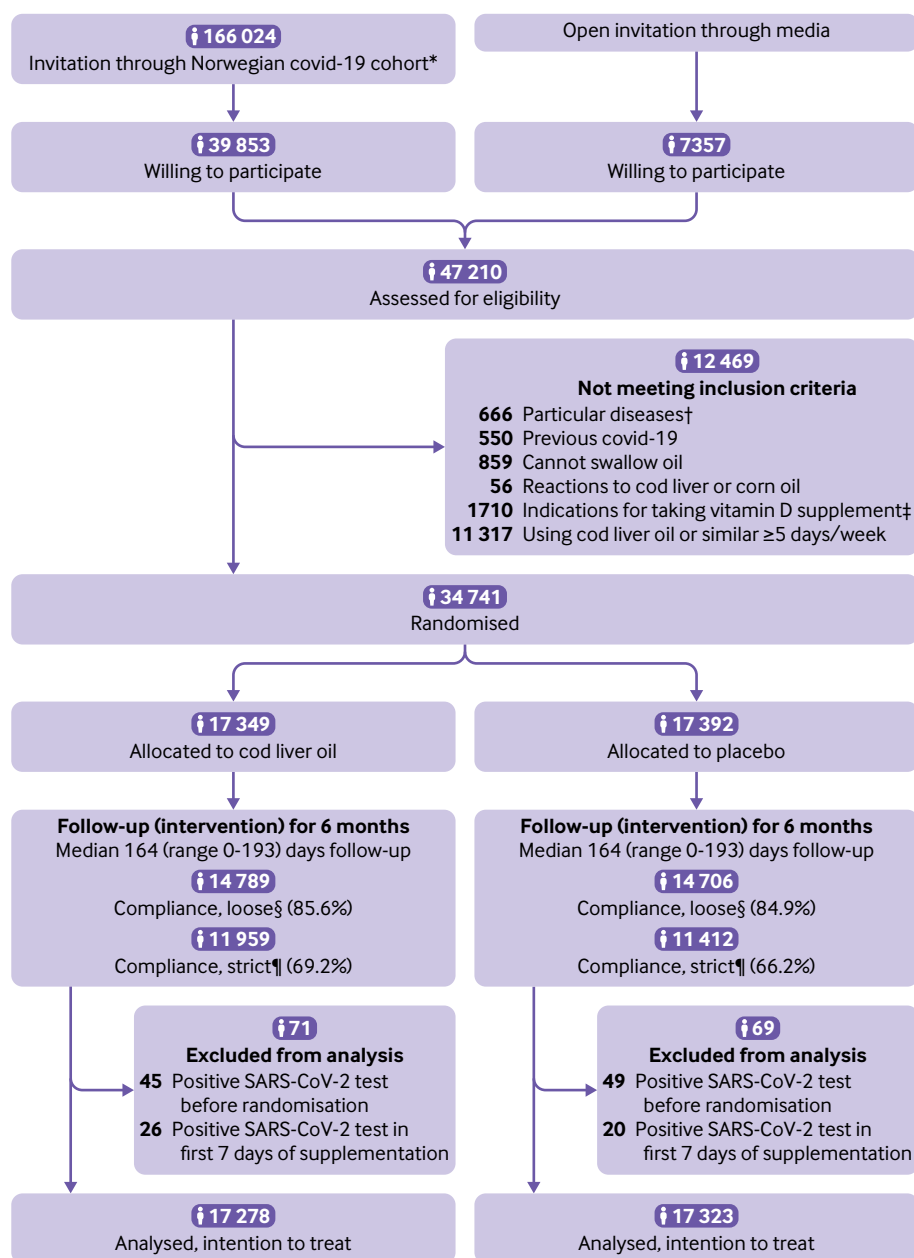 166 024
Invitation through Norwegian covid-19 cohort*
Open invitation through media
39 853
Willing to participate
7357
Willing to participate
47 210
Assessed for eligibility
12 469
Not meeting inclusion criteria
666 Particular diseases†
550 Previous covid-19
859 Cannot swallow oil
56 Reactions to cod liver or corn oil
1710 Indications for taking vitamin D supplement‡
11 317 Using cod liver oil or similar ≥5 days/week
34 741
Randomised
17 349
Allocated to cod liver oil
17 392
Allocated to placebo
Follow-up (intervention) for 6 months
Median 164 (range 0-193) days follow-up
14 789
Compliance, loose§ (85.6%)
11 959
Compliance, strict¶ (69.2%)
Follow-up (intervention) for 6 months
Median 164 (range 0-193) days follow-up
14 706
Compliance, loose§ (84.9%)
11 412
Compliance, strict¶ (66.2%)
71
Excluded from analysis
45 Positive SARS-CoV-2 test
before randomisation
26 Positive SARS-CoV-2 test in
first 7 days of supplementation
69
Excluded from analysis
49 Positive SARS-CoV-2 test
before randomisation
20 Positive SARS-CoV-2 test in
first 7 days of supplementation
17 278
Analysed, intention to treat
17 323
Analysed, intention to treat